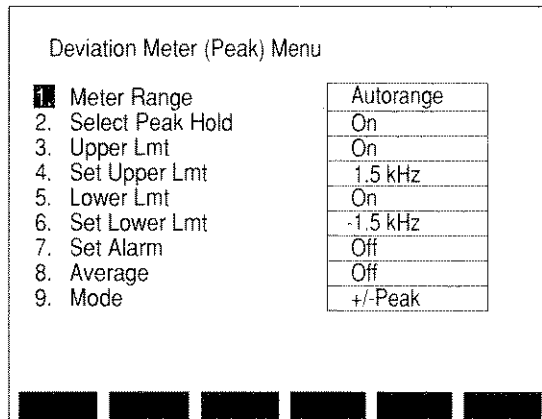 Deviation Meter (Peak) Menu
1. Meter Range Autorange
2. Select Peak Hold On
3. Upper Lmt On
4. Set Upper Lmt 1.5 kHz
5. Lower Lmt On
6. Set Lower Lmt -1.5 kHz
7. Set Alarm Off
8. Average Off
9. Mode +/-Peak